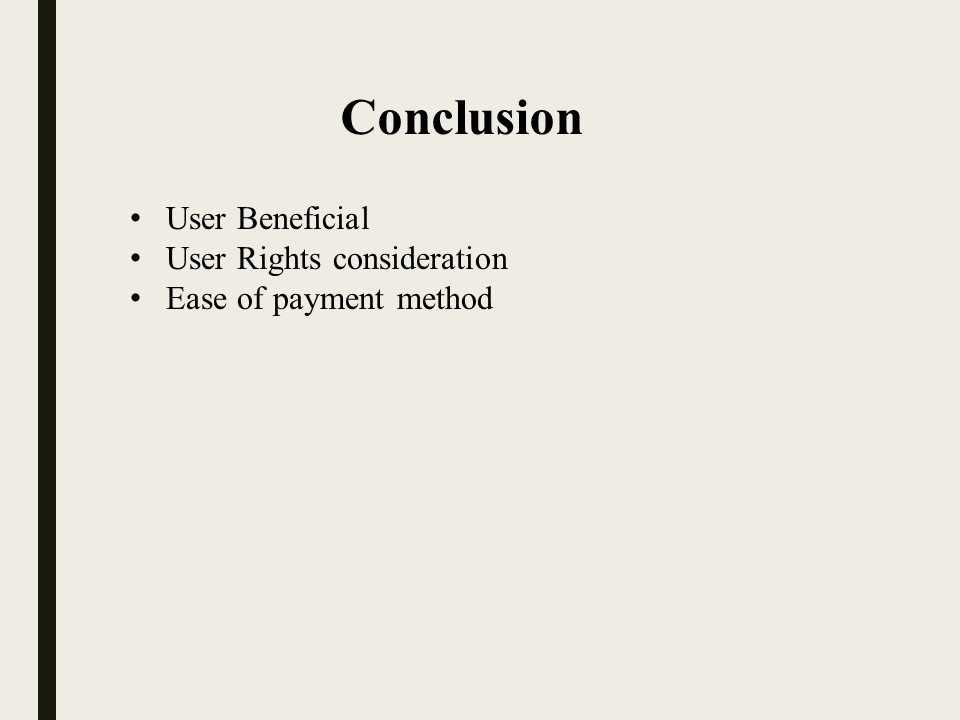 Conclusion
• User Beneficial
• User Rights consideration
• Ease of payment method